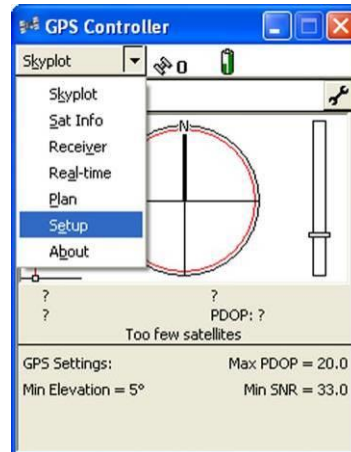 GPS Controller
Skyplot 0
Skyplot
Sat Info
Receiver
Real-time
Plan
Setup
About
N
? ?
? PDOP: ?
Too few satellites
GPS Settings: Max PDOP = 20.0
Min Elevation = 5° Min SNR = 33.0